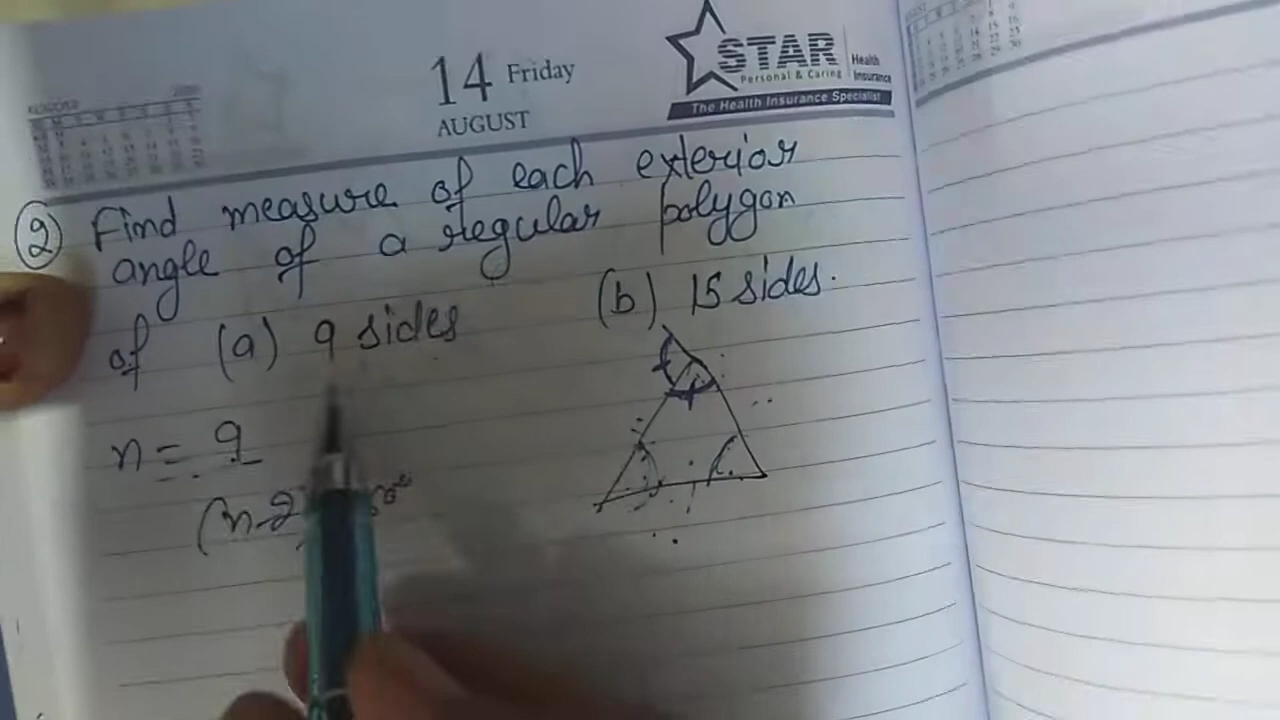 14 Friday
AUGUST
STAR
Health
Insurance
Personal & Caring
The Health Insurance Specialist
(2) Find measure of each exterior
angle of a regular polygon
of (a) 9 sides (b) 15 sides.
n = 9
(n-2)